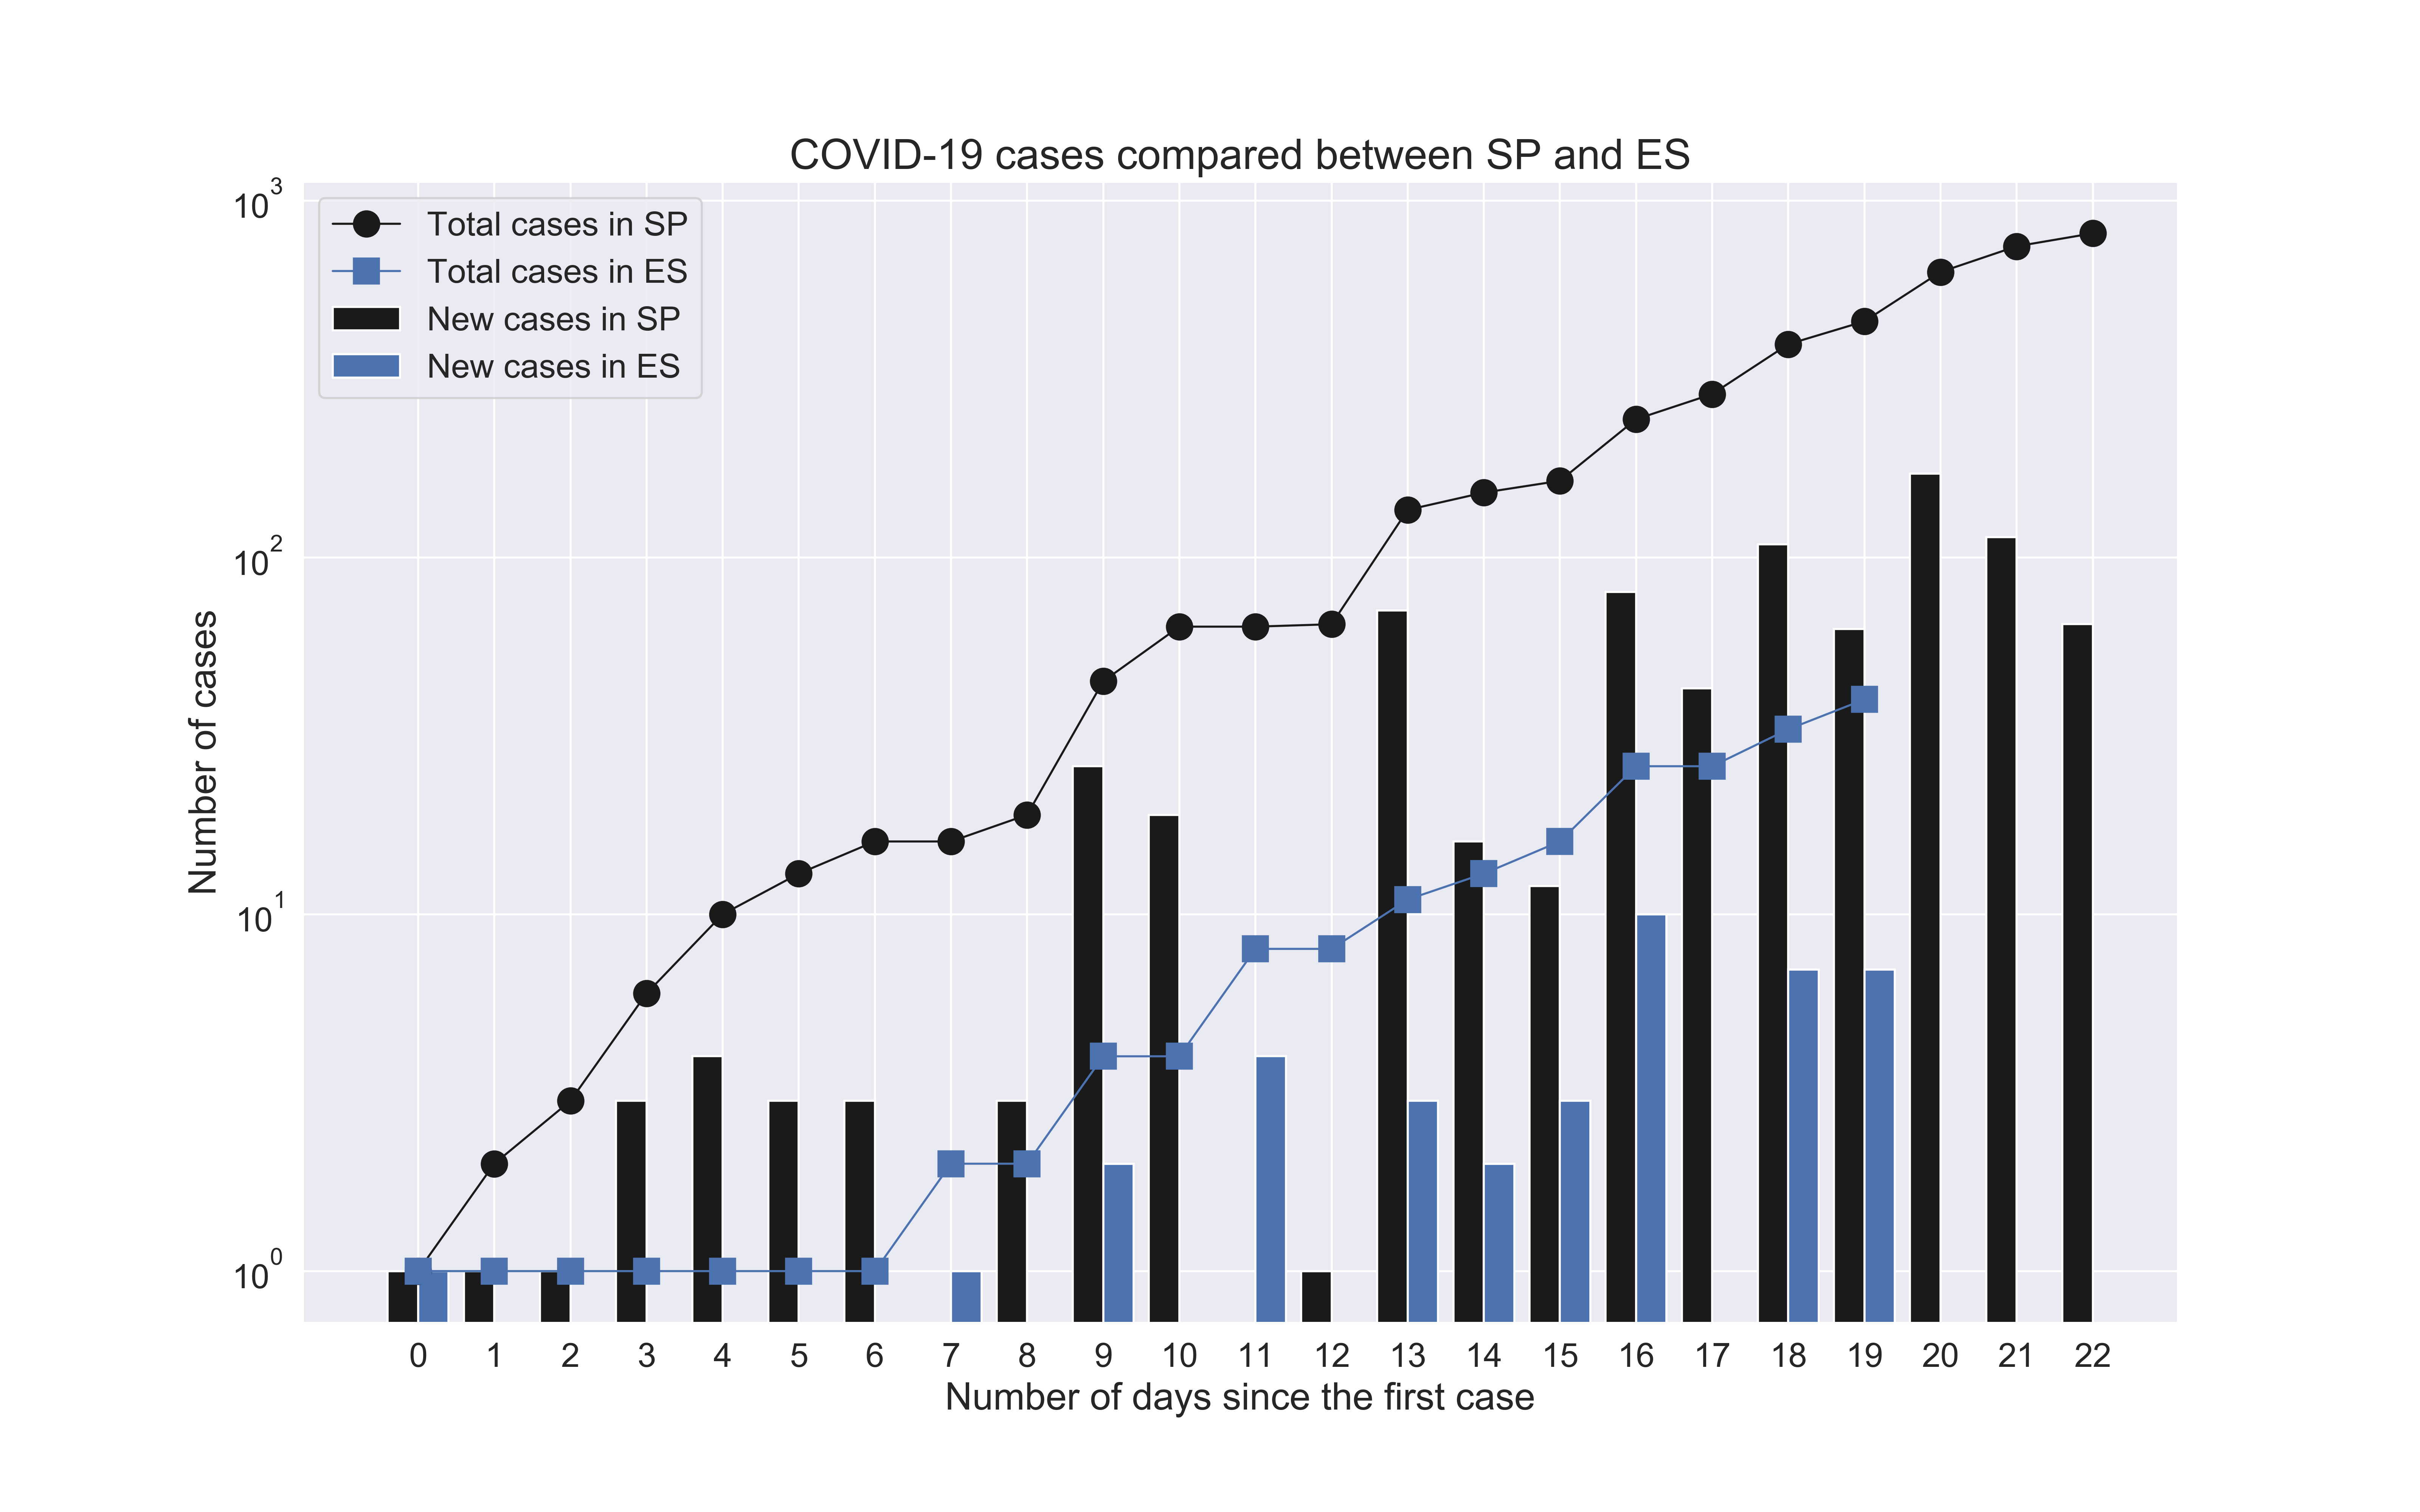 COVID-19 cases compared between SP and ES
Total cases in SP
Total cases in ES
New cases in SP
New cases in ES
10³
10²
10¹
10⁰
Number of cases
0 1 2 3 4 5 6 7 8 9 10 11 12 13 14 15 16 17 18 19 20 21 22
Number of days since the first case